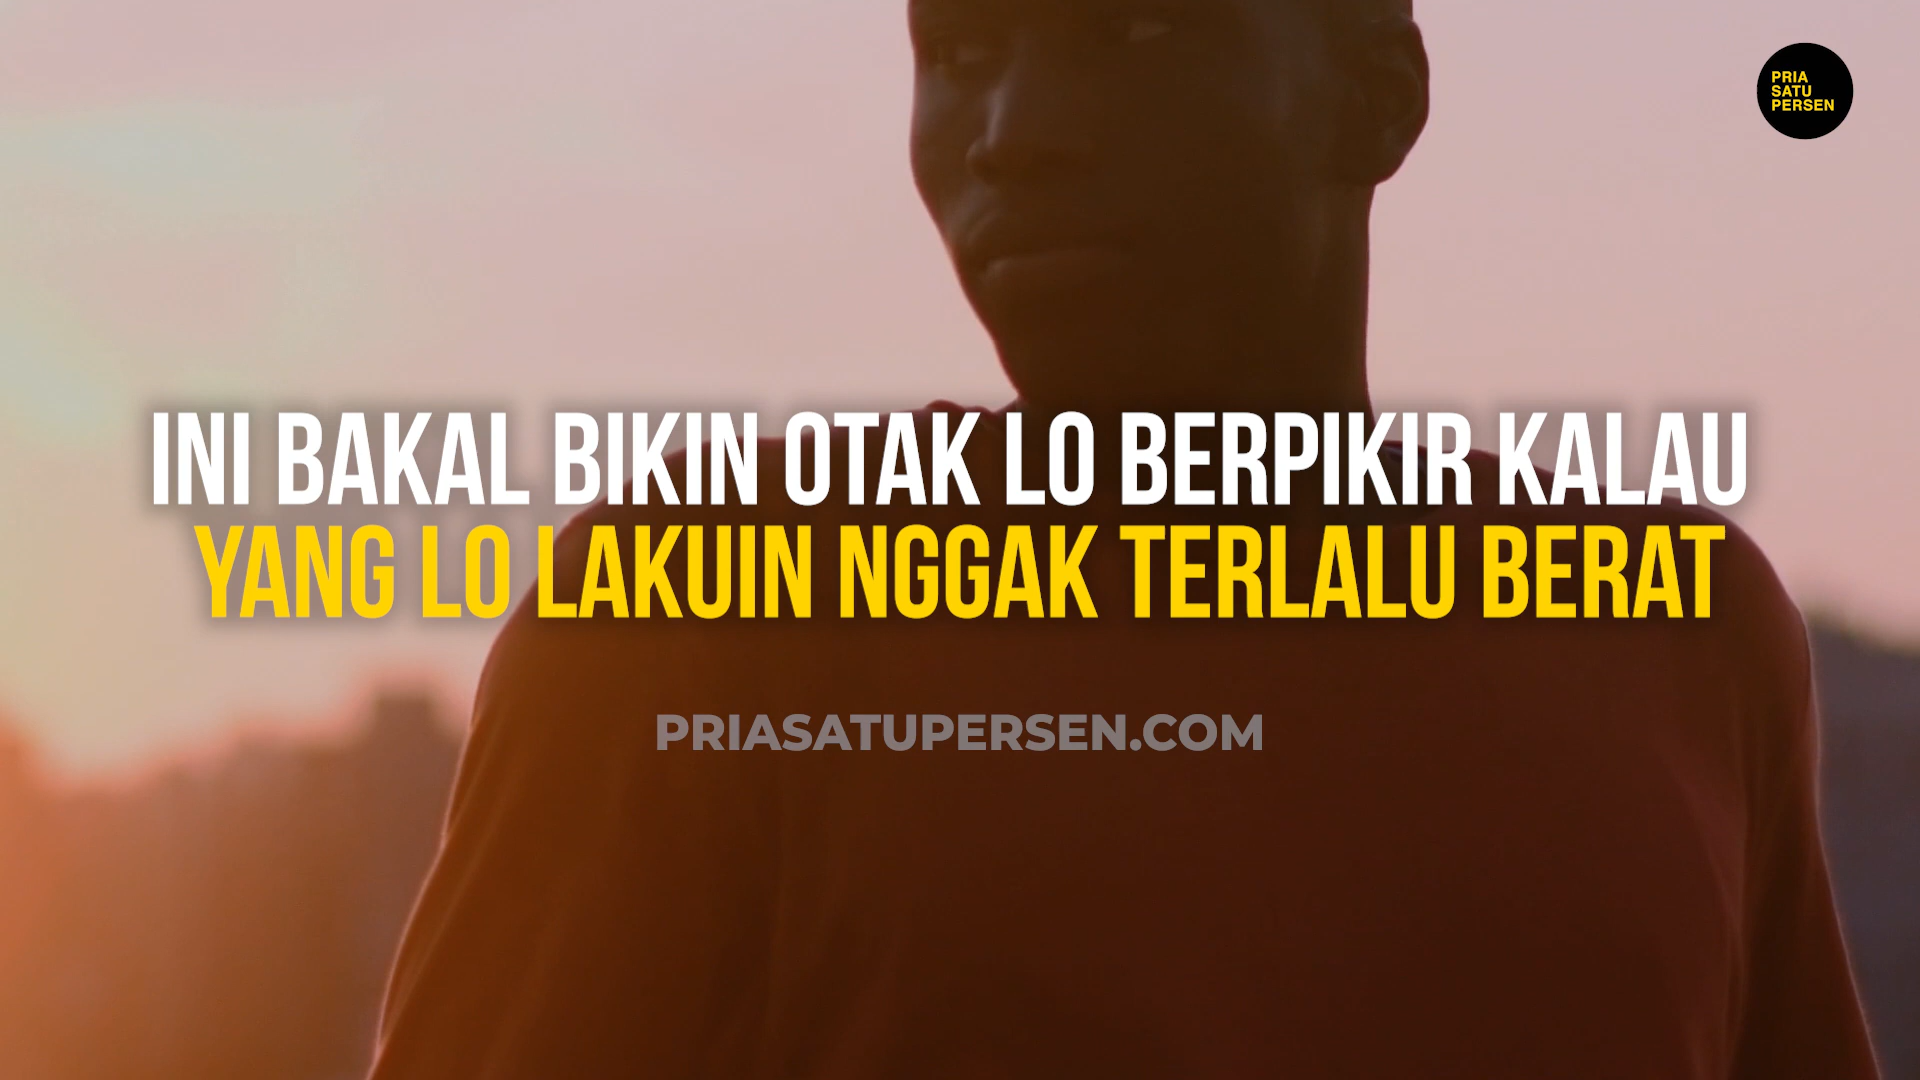 PRIA
SATU
PERSEN
INI BAKAL BIKIN OTAK LO BERPIKIR KALAU
YANG LO LAKUIN NGGAK TERLALU BERAT
PRIASATUPERSEN.COM